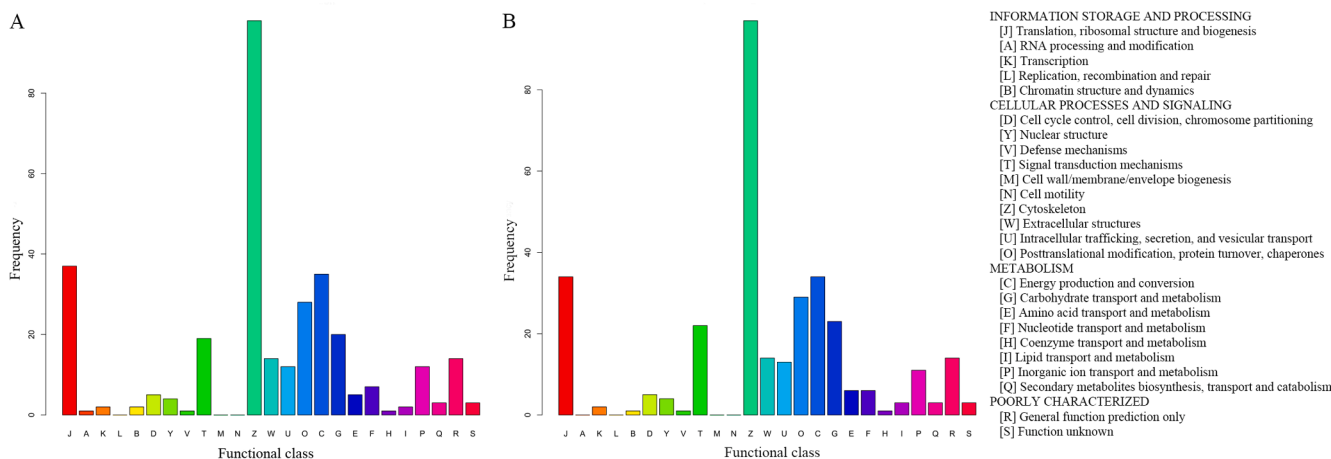 A
80
60
40
20
0
Frequency
J A K L B D Y V T M N Z W U O C G E F H I P Q R S
Functional class
B
80
60
40
20
0
Frequency
J A K L B D Y V T M N Z W U O C G E F H I P Q R S
Functional class
INFORMATION STORAGE AND PROCESSING
[J] Translation, ribosomal structure and biogenesis
[A] RNA processing and modification
[K] Transcription
[L] Replication, recombination and repair
[B] Chromatin structure and dynamics
CELLULAR PROCESSES AND SIGNALING
[D] Cell cycle control, cell division, chromosome partitioning
[Y] Nuclear structure
[V] Defense mechanisms
[T] Signal transduction mechanisms
[M] Cell wall/membrane/envelope biogenesis
[N] Cell motility
[Z] Cytoskeleton
[W] Extracellular structures
[U] Intracellular trafficking, secretion, and vesicular transport
[O] Posttranslational modification, protein turnover, chaperones
METABOLISM
[C] Energy production and conversion
[G] Carbohydrate transport and metabolism
[E] Amino acid transport and metabolism
[F] Nucleotide transport and metabolism
[H] Coenzyme transport and metabolism
[I] Lipid transport and metabolism
[P] Inorganic ion transport and metabolism
[Q] Secondary metabolites biosynthesis, transport and catabolism
POORLY CHARACTERIZED
[R] General function prediction only
[S] Function unknown